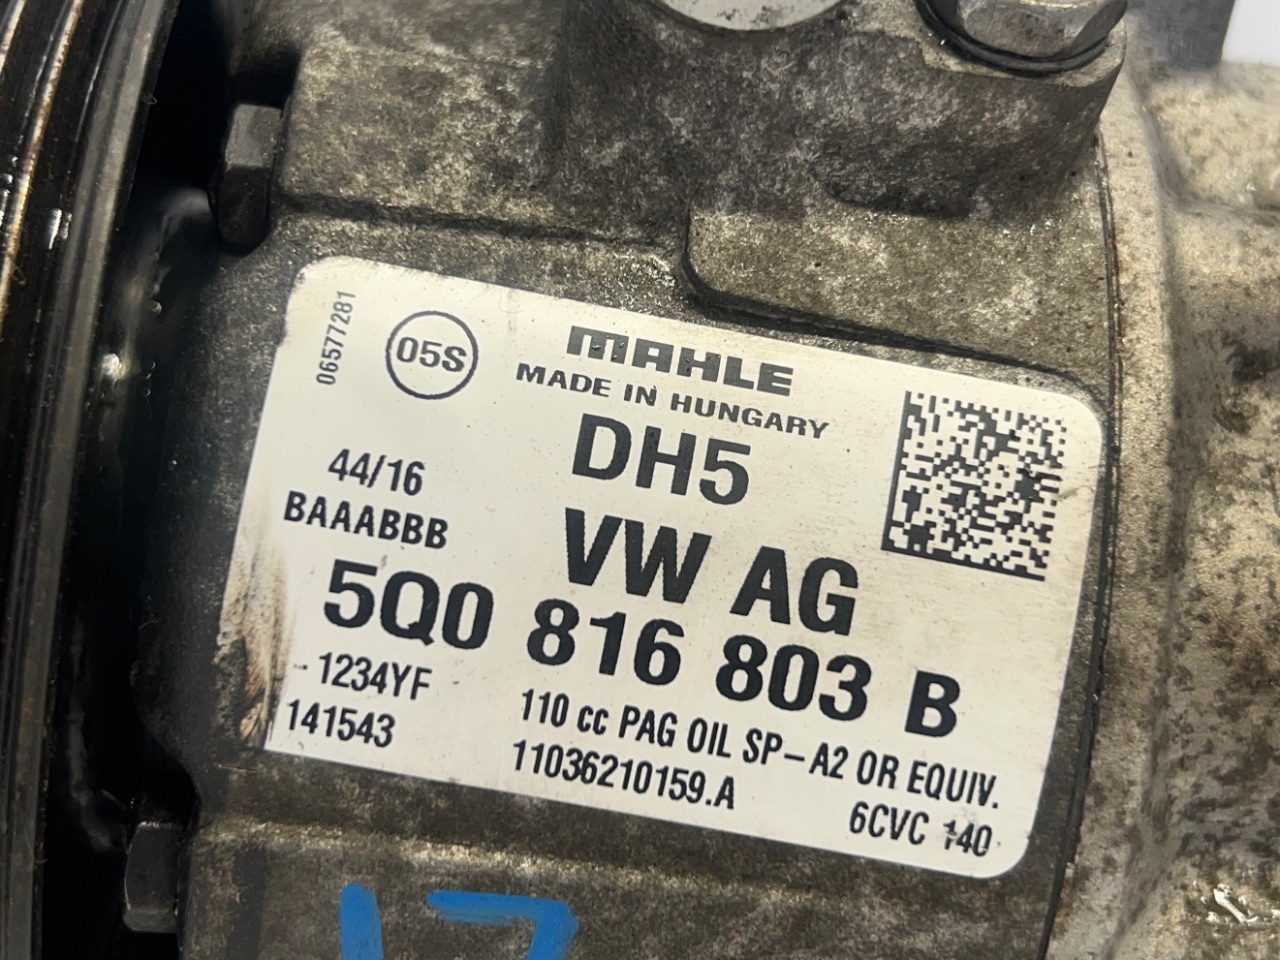 06577281
05S
MAHLE
MADE IN HUNGARY
DH5
44/16
BAAABBB
VW AG
5Q0 816 803 B
- 1234YF -
141543
110 cc PAG OIL SP-A2 OR EQUIV.
11036210159.A
6CVC 140
17